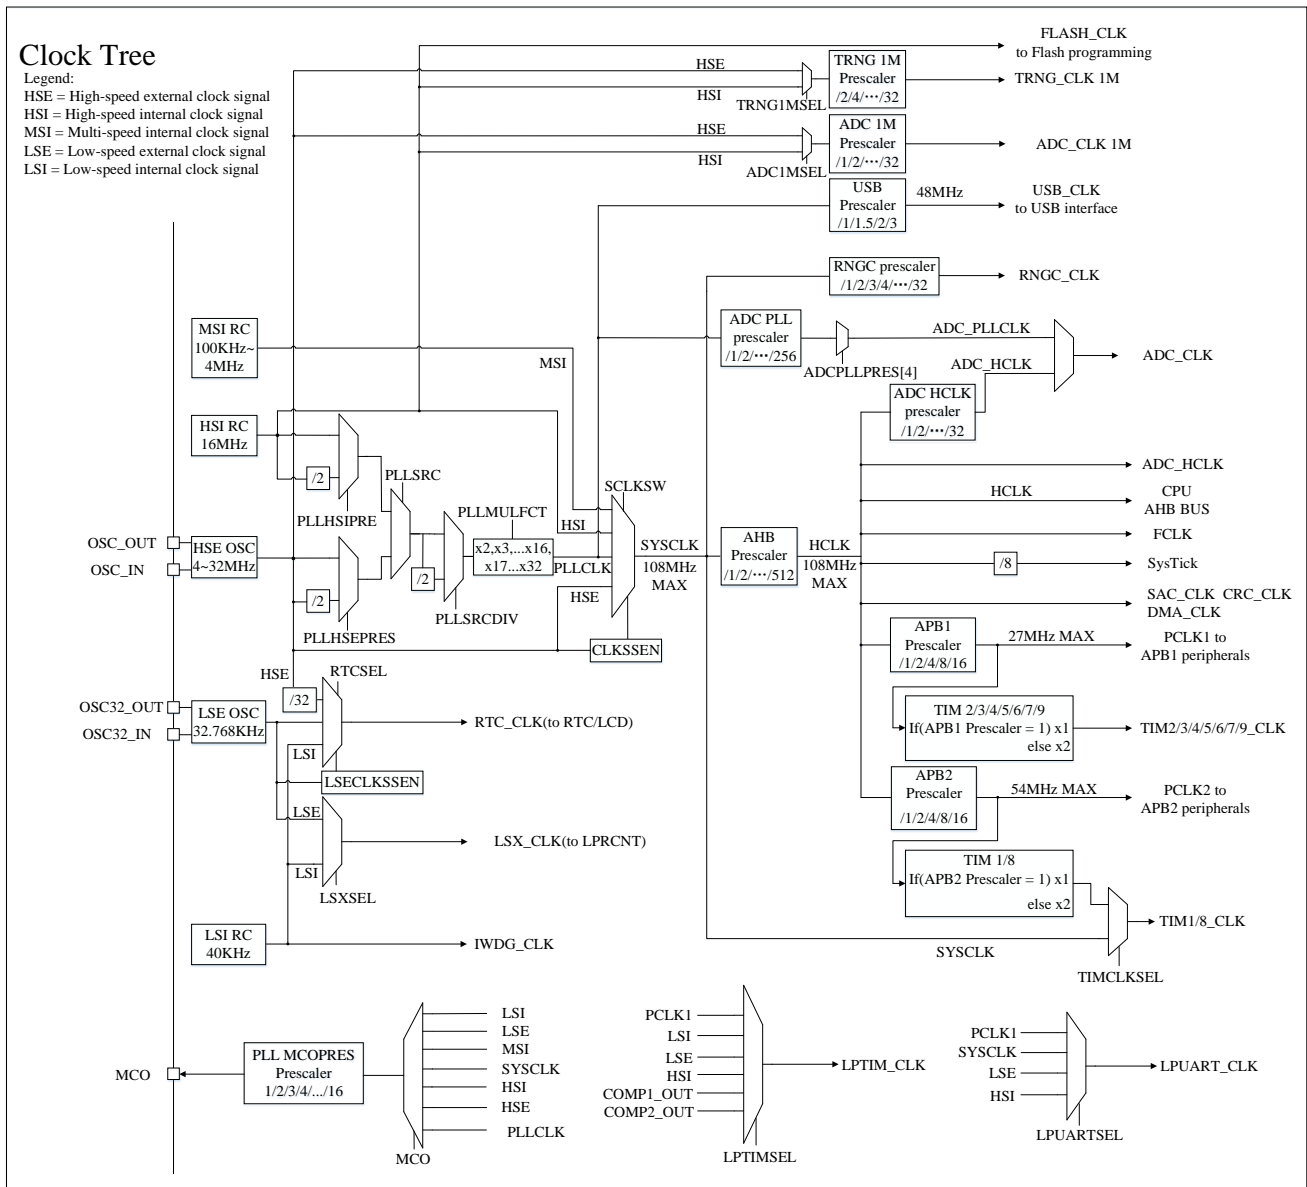 Clock Tree
Legend:
HSE = High-speed external clock signal
HSI = High-speed internal clock signal
MSI = Multi-speed internal clock signal
LSE = Low-speed external clock signal
LSI = Low-speed internal clock signal
FLASH_CLK
to Flash programming
HSE
HSI
TRNG1MSEL
TRNG 1M
Prescaler
/2/4/···/32
TRNG_CLK 1M
HSE
HSI
ADC1MSEL
ADC 1M
Prescaler
/1/2/···/32
ADC_CLK 1M
USB
Prescaler
/1/1.5/2/3
48MHz
USB_CLK
to USB interface
RNGC prescaler
/1/2/3/4/···/32
RNGC_CLK
MSI RC
100KHz~
4MHz
MSI
ADC PLL
prescaler
/1/2/···/256
ADCPLLPRES[4]
ADC_PLLCLK
ADC_HCLK
ADC_CLK
ADC HCLK
prescaler
/1/2/···/32
HSI RC
16MHz
/2
PLLHSIPRE
PLLSRC
PLLMULFCT
SCLKSW
HSI
ADC_HCLK
HCLK
CPU
AHB BUS
FCLK
/8
SysTick
SAC_CLK CRC_CLK
DMA_CLK
OSC_OUT
OSC_IN
HSE OSC
4~32MHz
/2
PLLHSEPRES
/2
PLLSRCDIV
x2,x3,...x16,
x17...x32
PLLCLK
HSE
CLKSSEN
SYSCLK
108MHz
MAX
AHB
Prescaler
/1/2/···/512
HCLK
108MHz
MAX
APB1
Prescaler
/1/2/4/8/16
27MHz MAX
PCLK1 to
APB1 peripherals
HSE
/32
RTCSEL
OSC32_OUT
OSC32_IN
LSE OSC
32.768KHz
LSI
RTC_CLK(to RTC/LCD)
LSECLKSSEN
TIM 2/3/4/5/6/7/9
If(APB1 Prescaler = 1) x1
else x2
TIM2/3/4/5/6/7/9_CLK
APB2
Prescaler
/1/2/4/8/16
54MHz MAX
PCLK2 to
APB2 peripherals
LSE
LSI
LSXSEL
LSX_CLK(to LPRCNT)
TIM 1/8
If(APB2 Prescaler = 1) x1
else x2
TIM1/8_CLK
SYSCLK
TIMCLKSEL
LSI RC
40KHz
IWDG_CLK
MCO
PLL MCOPRES
Prescaler
1/2/3/4/.../16
LSI
LSE
MSI
SYSCLK
HSI
HSE
PLLCLK
MCO
PCLK1
LSI
LSE
HSI
COMP1_OUT
COMP2_OUT
LPTIM_CLK
LPTIMSEL
PCLK1
SYSCLK
LSE
HSI
LPUART_CLK
LPUARTSEL